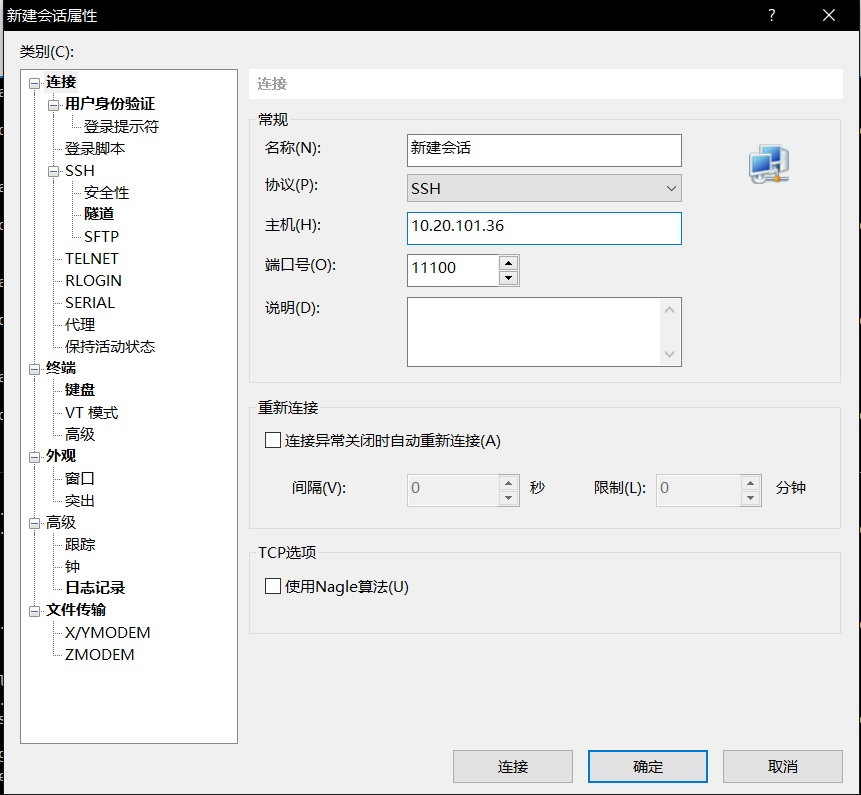 新建会话属性
?
类别(C):
连接
用户身份验证
登录提示符
登录脚本
SSH
安全性
隧道
SFTP
TELNET
RLOGIN
SERIAL
代理
保持活动状态
终端
键盘
VT 模式
高级
外观
窗口
突出
高级
跟踪
钟
日志记录
文件传输
X/YMODEM
ZMODEM
连接
常规
名称(N): 新建会话
协议(P): SSH
主机(H): 10.20.101.36
端口号(O): 11100
说明(D):
重新连接
连接异常关闭时自动重新连接(A)
间隔(V): 0 秒 限制(L): 0 分钟
TCP选项
使用Nagle算法(U)
连接 确定 取消